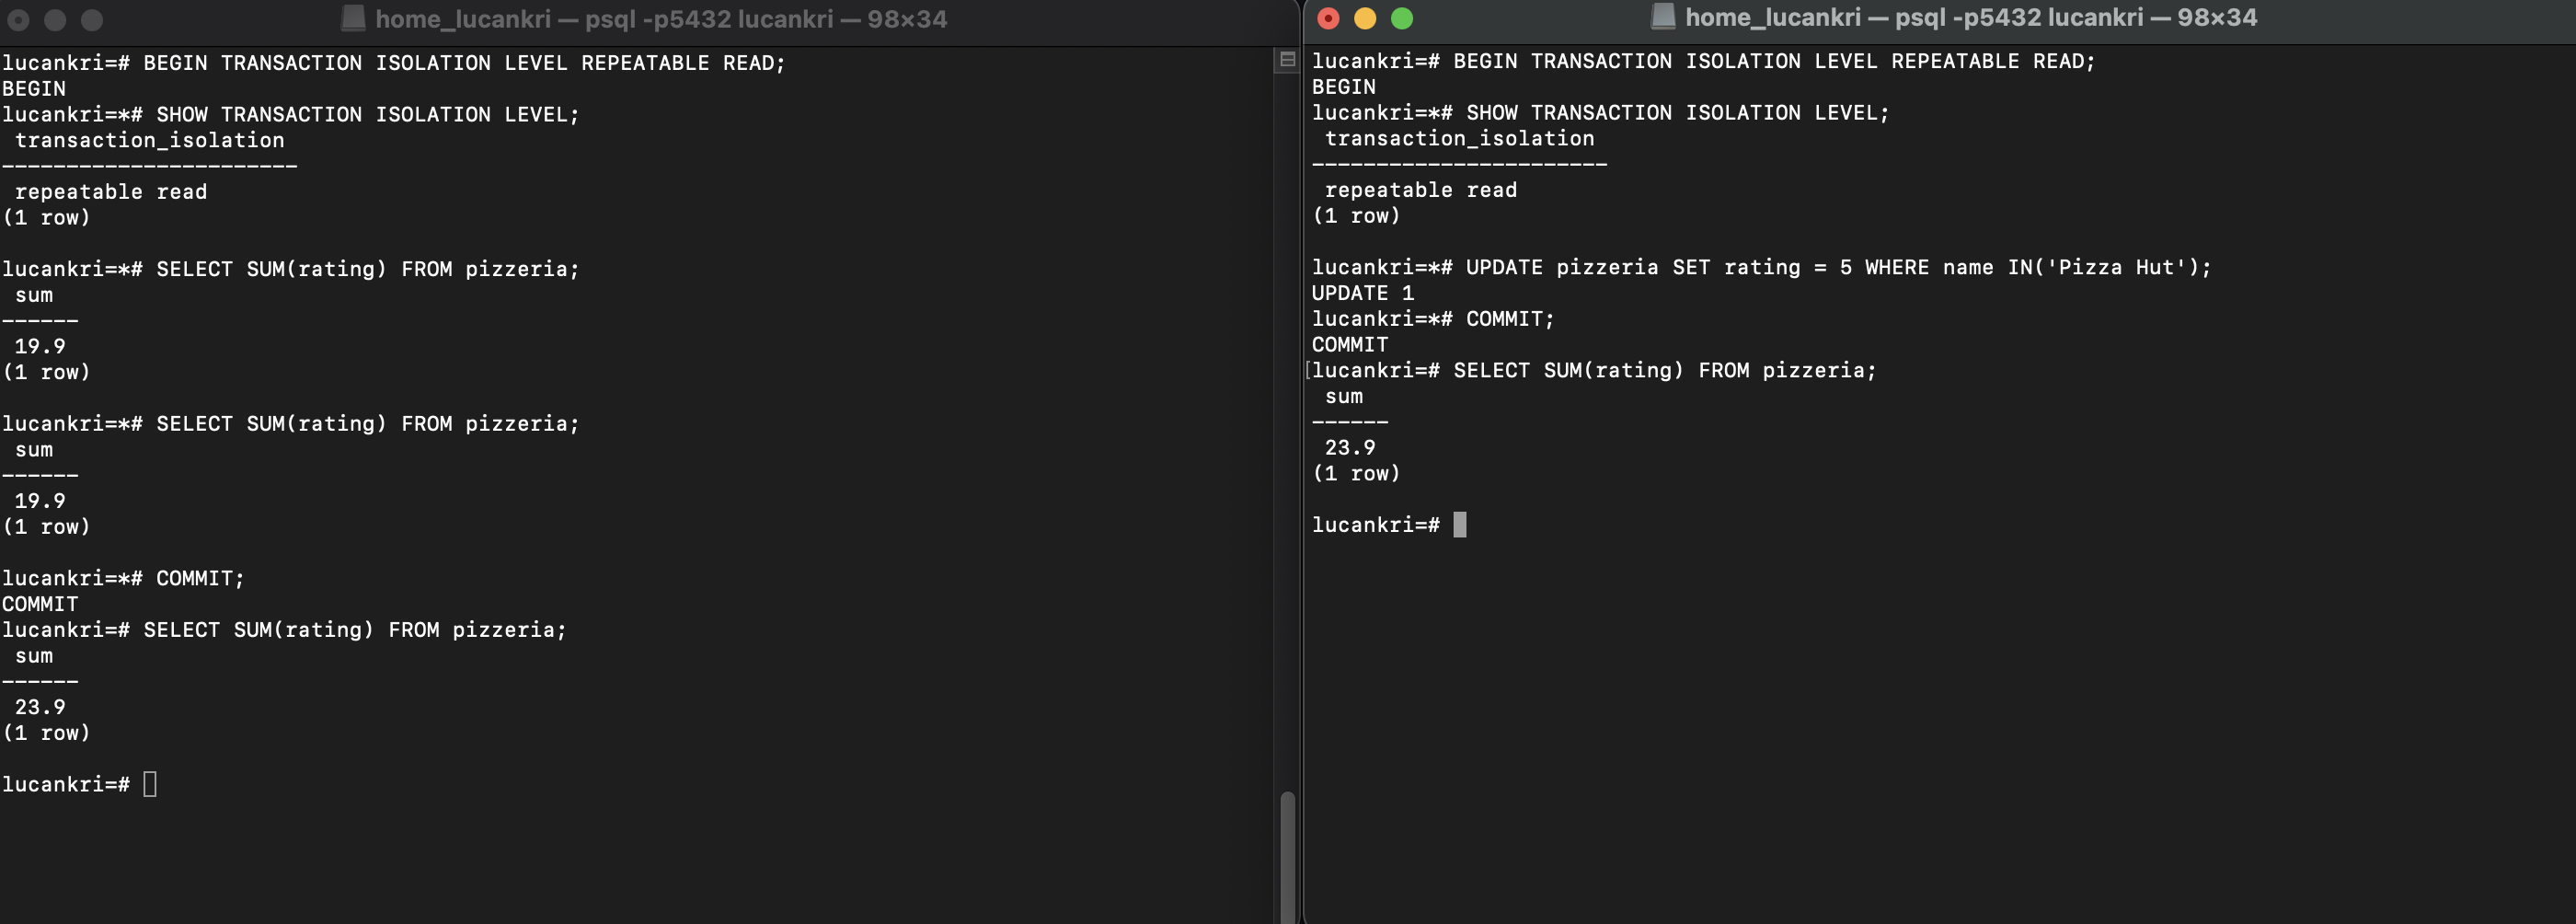 home_lucankri — psql -p5432 lucankri — 98×34
lucankri=# BEGIN TRANSACTION ISOLATION LEVEL REPEATABLE READ;
BEGIN
lucankri=*# SHOW TRANSACTION ISOLATION LEVEL;
transaction_isolation
-----------------------
repeatable read
(1 row)
lucankri=*# SELECT SUM(rating) FROM pizzeria;
sum
------
19.9
(1 row)
lucankri=*# SELECT SUM(rating) FROM pizzeria;
sum
------
19.9
(1 row)
lucankri=*# COMMIT;
COMMIT
lucankri=# SELECT SUM(rating) FROM pizzeria;
sum
------
23.9
(1 row)
lucankri=#
home_lucankri — psql -p5432 lucankri — 98×34
lucankri=# BEGIN TRANSACTION ISOLATION LEVEL REPEATABLE READ;
BEGIN
lucankri=*# SHOW TRANSACTION ISOLATION LEVEL;
transaction_isolation
-----------------------
repeatable read
(1 row)
lucankri=*# UPDATE pizzeria SET rating = 5 WHERE name IN('Pizza Hut');
UPDATE 1
lucankri=*# COMMIT;
COMMIT
[lucankri=# SELECT SUM(rating) FROM pizzeria;
sum
------
23.9
(1 row)
lucankri=#